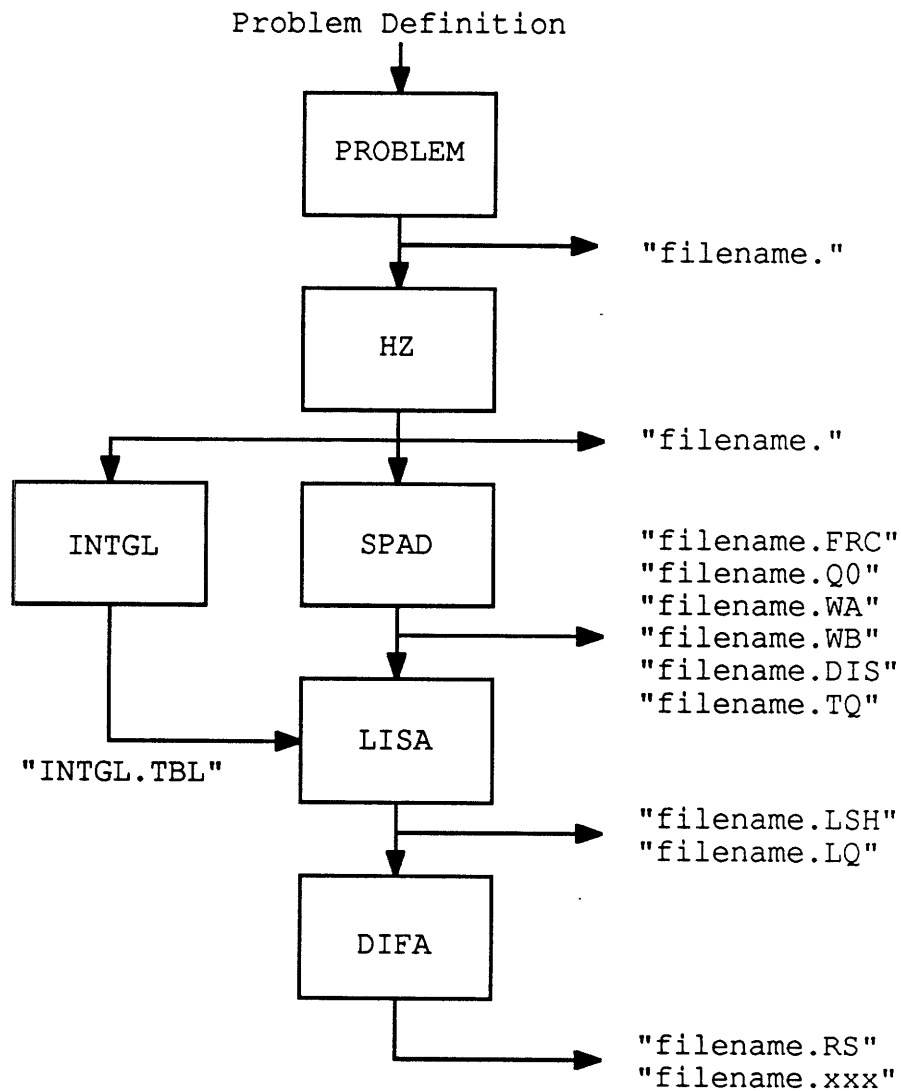 Problem Definition
PROBLEM
"filename."
HZ
"filename."
INTGL
SPAD
"filename.FRC"
"filename.Q0"
"filename.WA"
"filename.WB"
"filename.DIS"
"filename.TQ"
LISA
"INTGL.TBL"
"filename.LSH"
"filename.LQ"
DIFA
"filename.RS"
"filename.xxx"